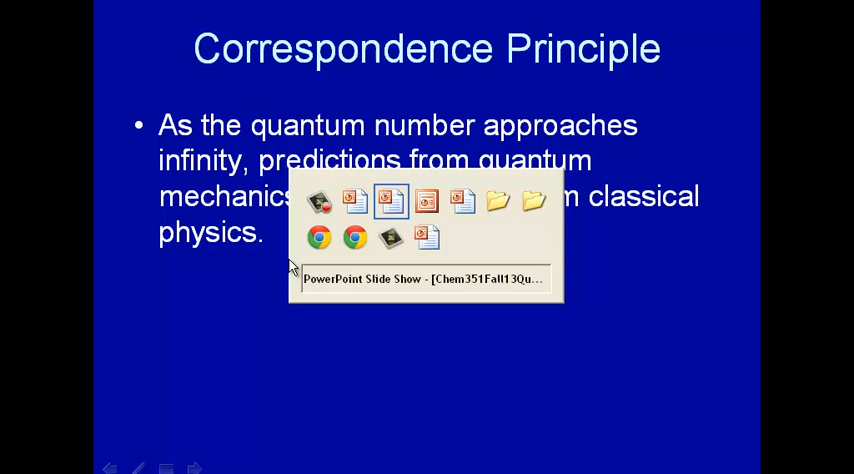 Correspondence Principle
• As the quantum number approaches
infinity, predictions from quantum
mechanics classical
physics.
PowerPoint Slide Show - [Chem351Fall13Qu...